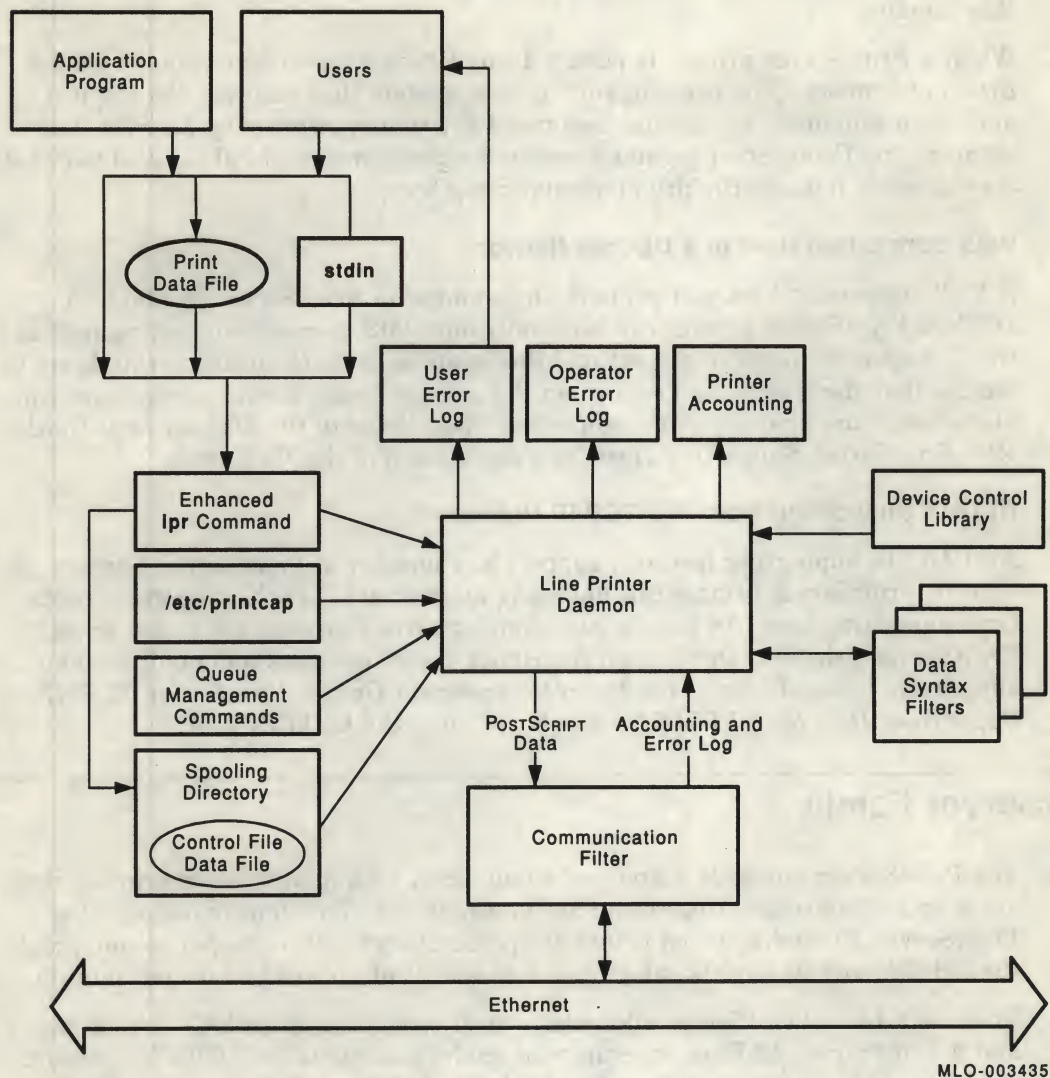 Application
Program
Users
Print
Data File
stdin
User
Error
Log
Operator
Error
Log
Printer
Accounting
Enhanced
lpr Command
Device Control
Library
Line Printer
Daemon
/etc/printcap
Queue
Management
Commands
Data
Syntax
Filters
POSTSCRIPT
Data
Accounting and
Error Log
Spooling
Directory
Control File
Data File
Communication
Filter
Ethernet
MLO-003435